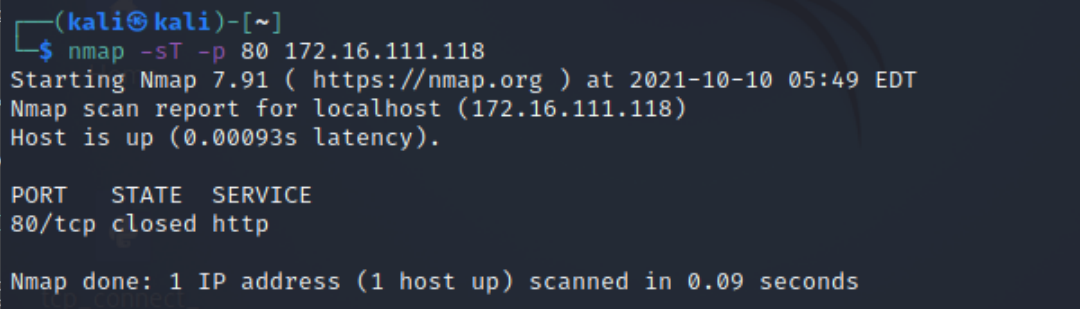 ┌──(kali㉿kali)-[~]
└─$ nmap -sT -p 80 172.16.111.118
Starting Nmap 7.91 ( https://nmap.org ) at 2021-10-10 05:49 EDT
Nmap scan report for localhost (172.16.111.118)
Host is up (0.00093s latency).
PORT   STATE  SERVICE
80/tcp closed http
Nmap done: 1 IP address (1 host up) scanned in 0.09 seconds
tcp_connect_